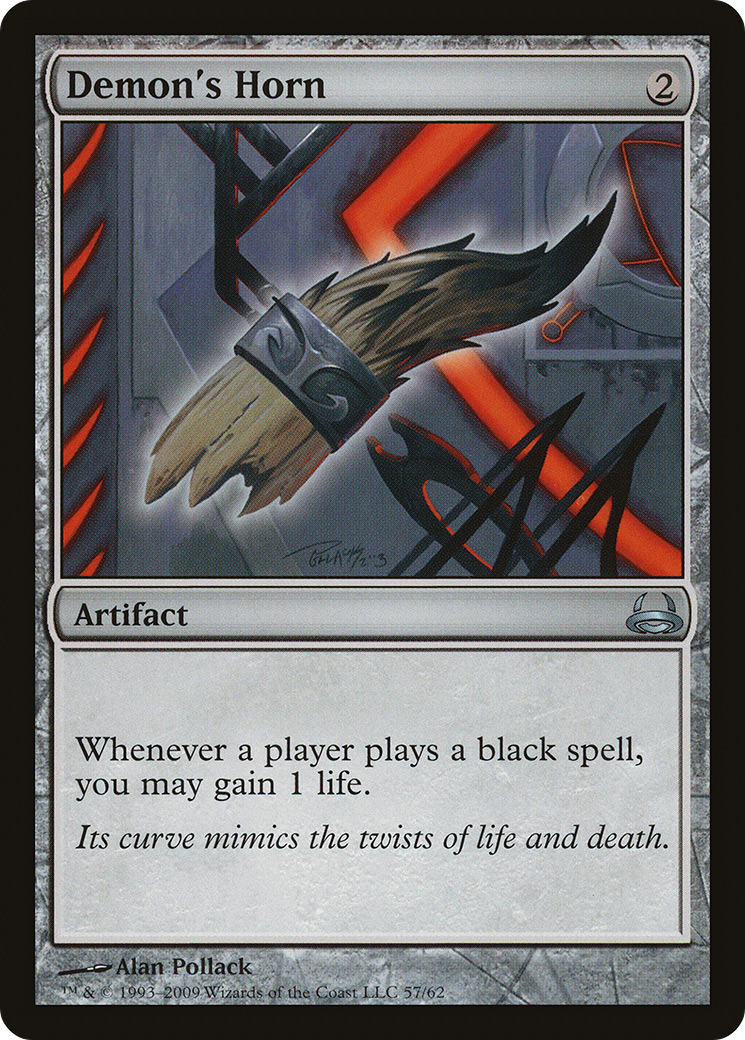 Demon's Horn 2
Artifact
Whenever a player plays a black spell,
you may gain 1 life.
Its curve mimics the twists of life and death.
Alan Pollack
™ & © 1993–2009 Wizards of the Coast LLC 57/62